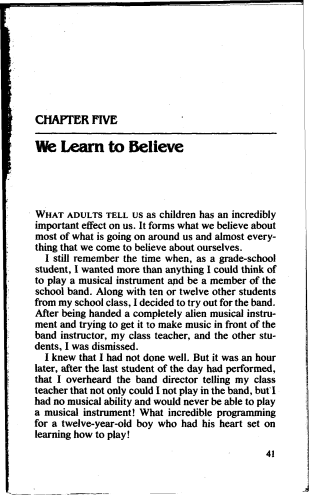 CHAPTER FIVE
We Learn to Believe
WHAT ADULTS TELL US as children has an incredibly
important effect on us. It forms what we believe about
most of what is going on around us and almost every-
thing that we come to believe about ourselves.
I still remember the time when, as a grade-school
student, I wanted more than anything I could think of
to play a musical instrument and be a member of the
school band. Along with ten or twelve other students
from my school class, I decided to try out for the band.
After being handed a completely alien musical instru-
ment and trying to get it to make music in front of the
band instructor, my class teacher, and the other stu-
dents, I was dismissed.
I knew that I had not done well. But it was an hour
later, after the last student of the day had performed,
that I overheard the band director telling my class
teacher that not only could I not play in the band, but I
had no musical ability and would never be able to play
a musical instrument! What incredible programming
for a twelve-year-old boy who had his heart set on
learning how to play!
41